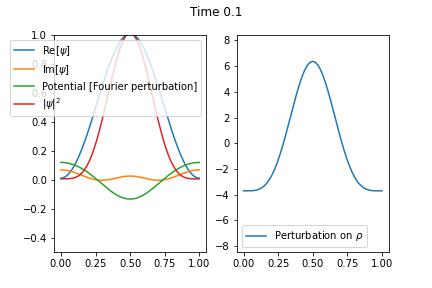 Time 0.1
1.0
0.8
0.6
0.4
0.2
0.0
−0.2
−0.4
Re[ψ]
Im[ψ]
Potential [Fourier perturbation]
|ψ|²
0.00 0.25 0.50 0.75 1.00
8
6
4
2
0
−2
−4
−6
−8
Perturbation on ρ
0.00 0.25 0.50 0.75 1.00